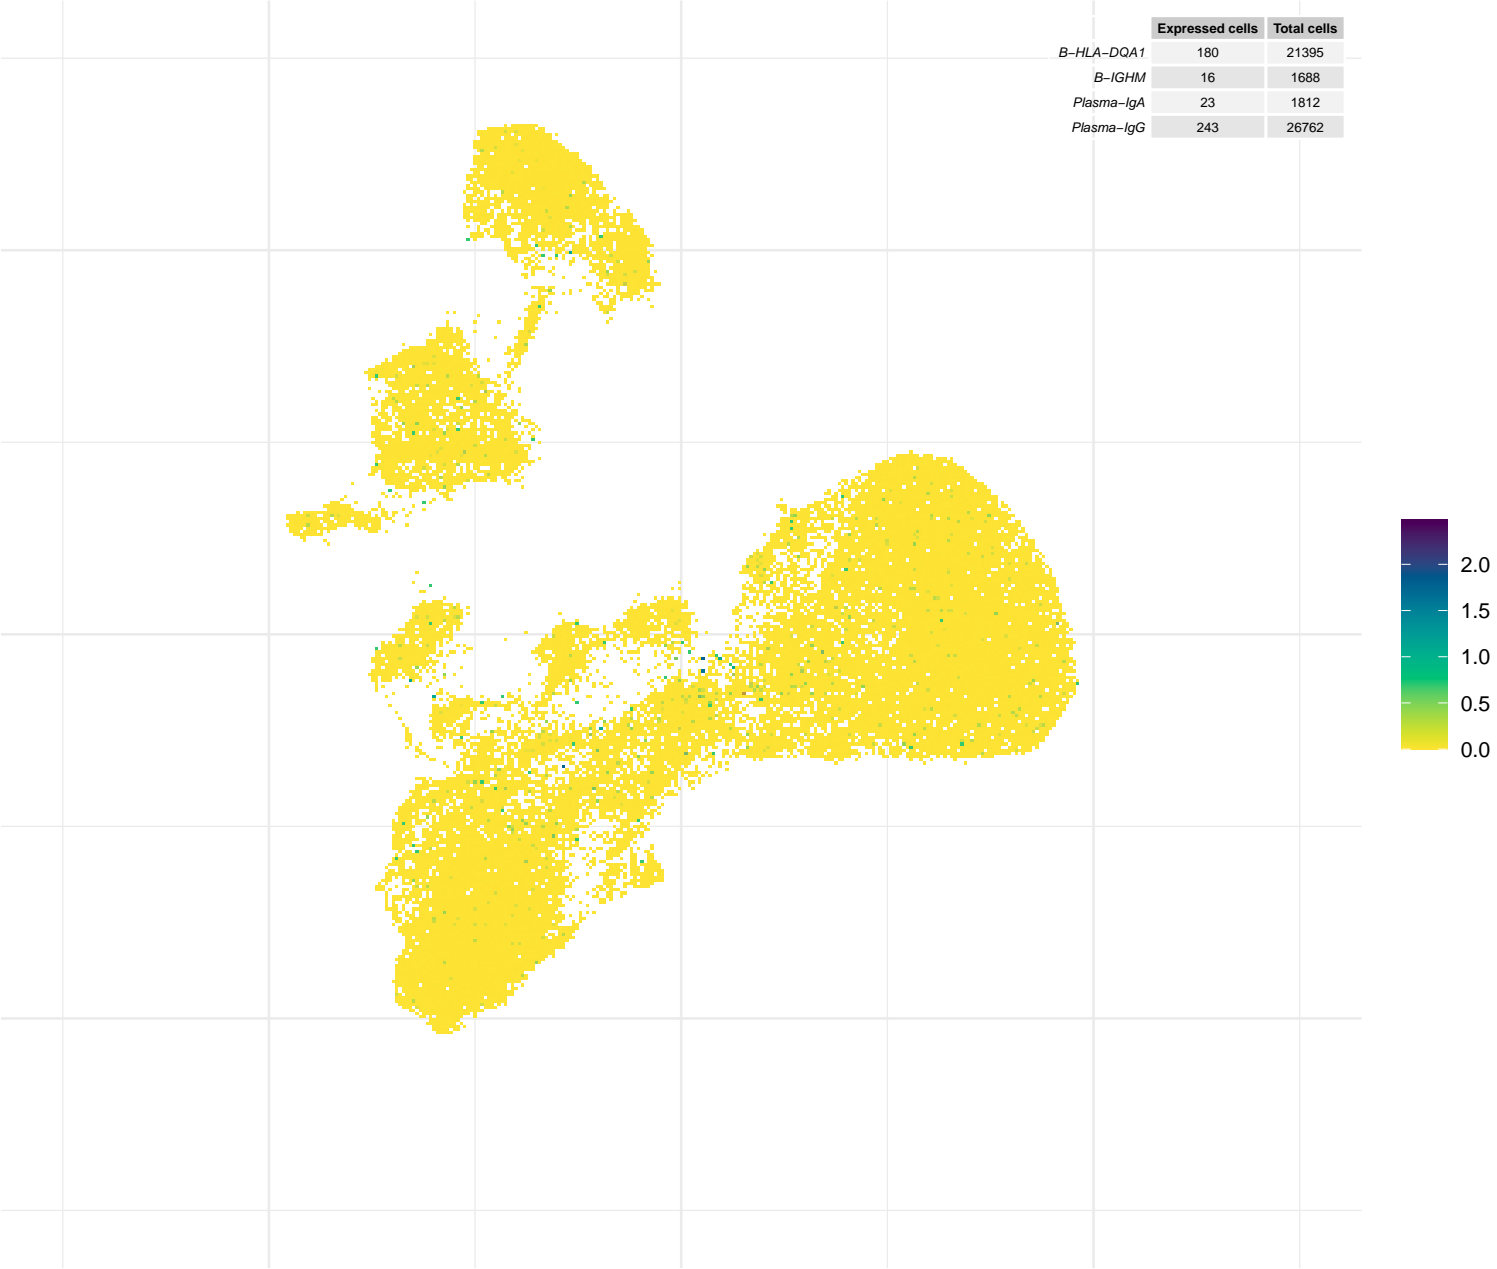 Expressed cells Total cells
B−HLA−DQA1 180 21395
B−IGHM 16 1688
Plasma−IgA 23 1812
Plasma−IgG 243 26762
2.0
1.5
1.0
0.5
0.0